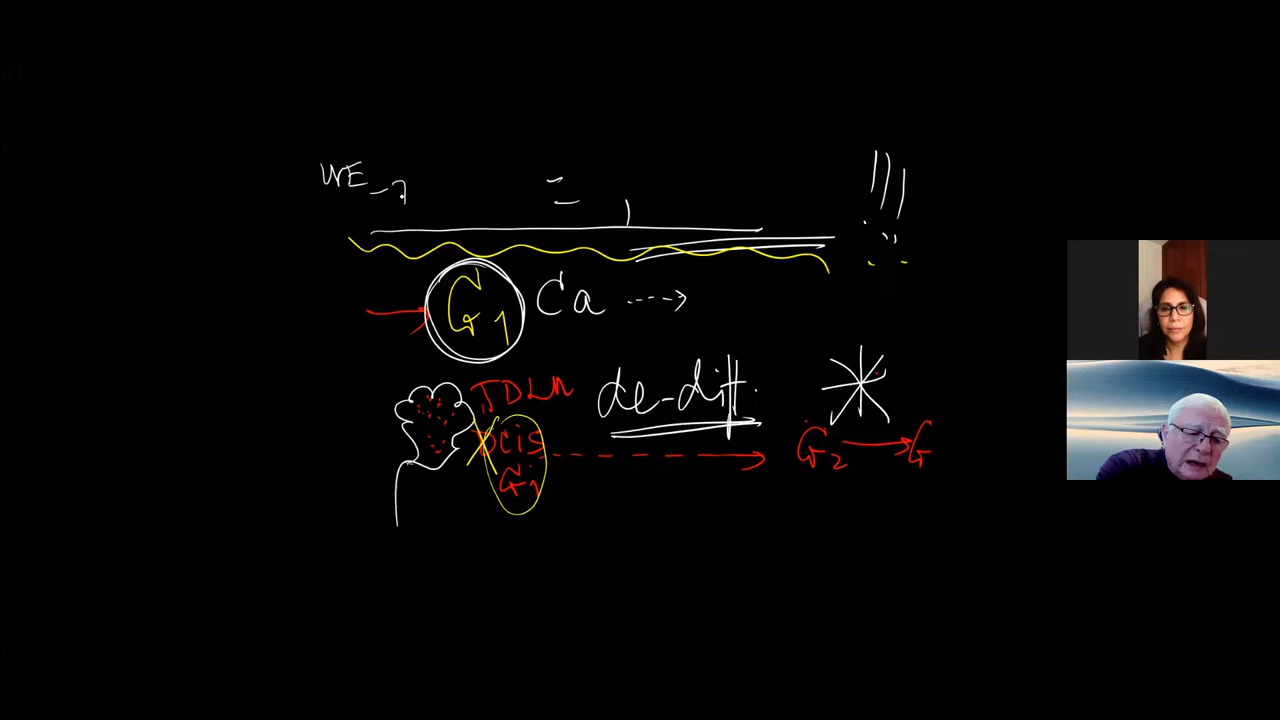 WE
G1 Ca
TDLN
de-diff.
DCIS
G2 → G
G1